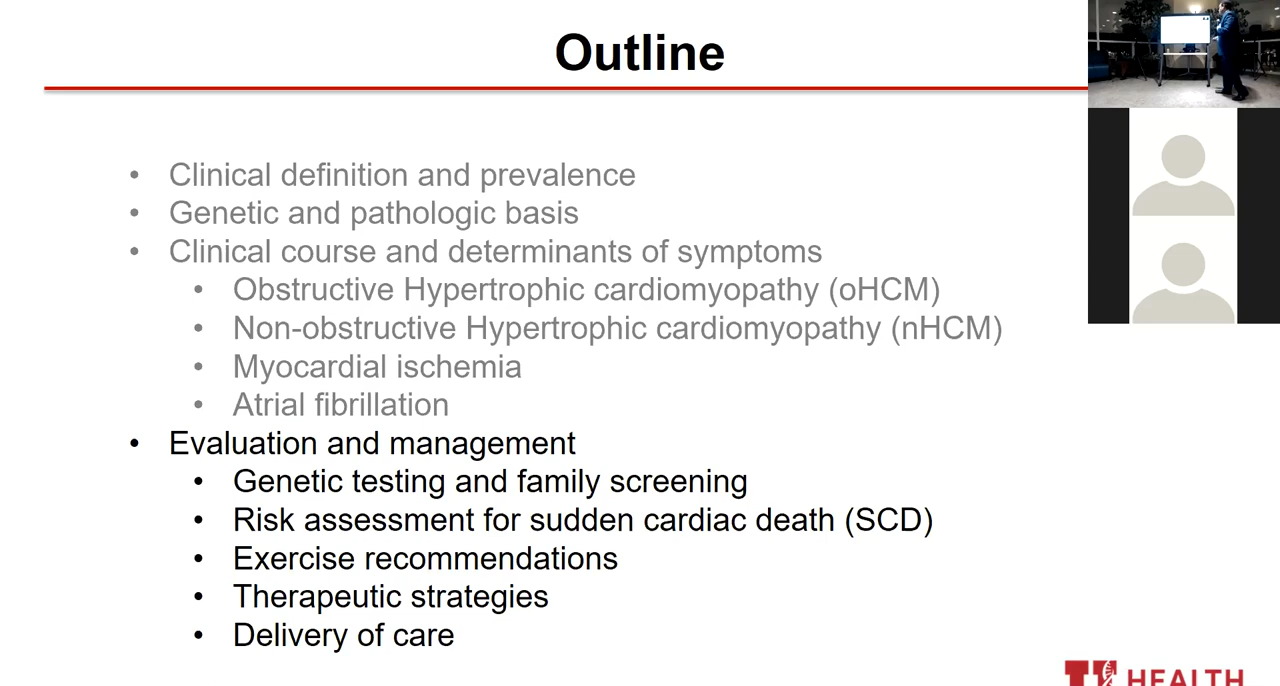 Outline
• Clinical definition and prevalence
• Genetic and pathologic basis
• Clinical course and determinants of symptoms
• Obstructive Hypertrophic cardiomyopathy (oHCM)
• Non-obstructive Hypertrophic cardiomyopathy (nHCM)
• Myocardial ischemia
• Atrial fibrillation
• Evaluation and management
• Genetic testing and family screening
• Risk assessment for sudden cardiac death (SCD)
• Exercise recommendations
• Therapeutic strategies
• Delivery of care
HEALTH